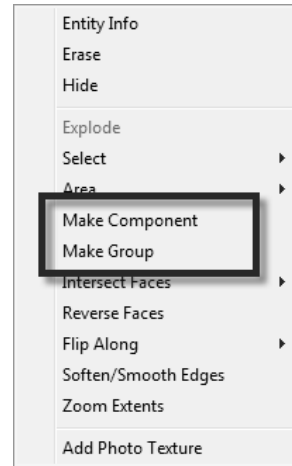 Entity Info
Erase
Hide
Explode
Select
Area
Make Component
Make Group
Intersect Faces
Reverse Faces
Flip Along
Soften/Smooth Edges
Zoom Extents
Add Photo Texture